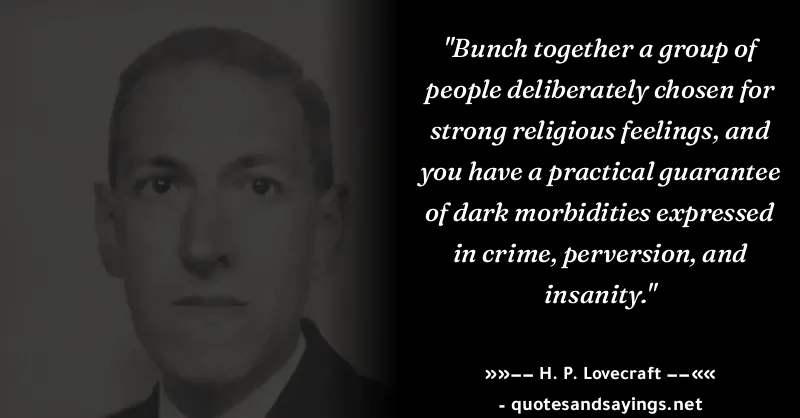 "Bunch together a group of
people deliberately chosen for
strong religious feelings, and
you have a practical guarantee
of dark morbidities expressed
in crime, perversion, and
insanity."
»»−− H. P. Lovecraft −−««
- quotesandsayings.net